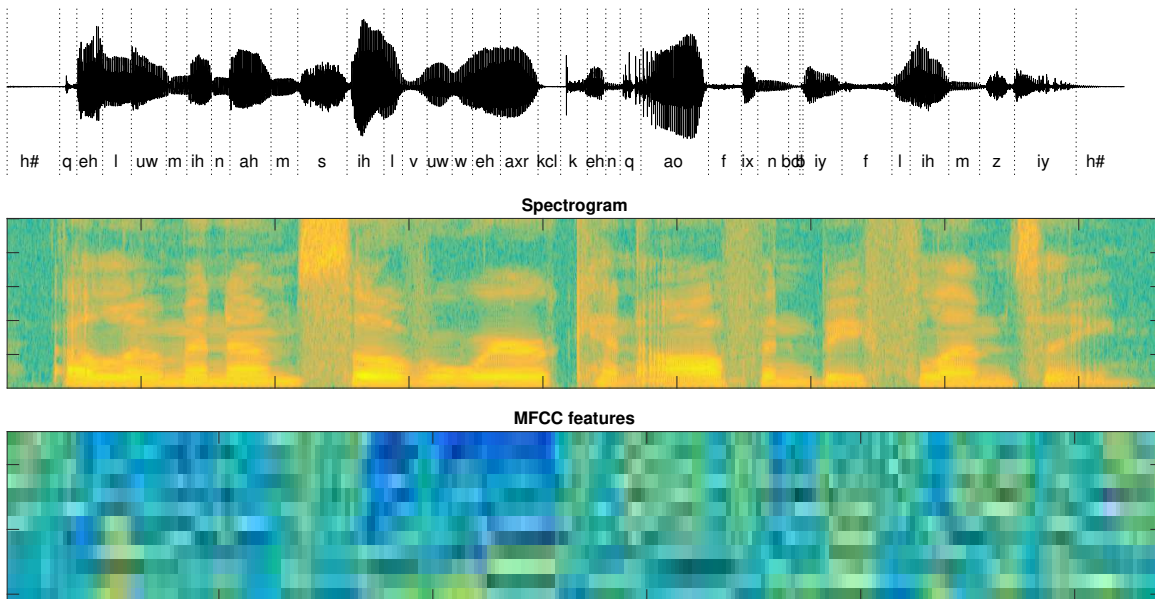 h# q eh l uw m ih n ah m s ih l v uw w eh axr kcl k eh n q ao f ix n bcl b iy f l ih m z iy h#
Spectrogram
MFCC features